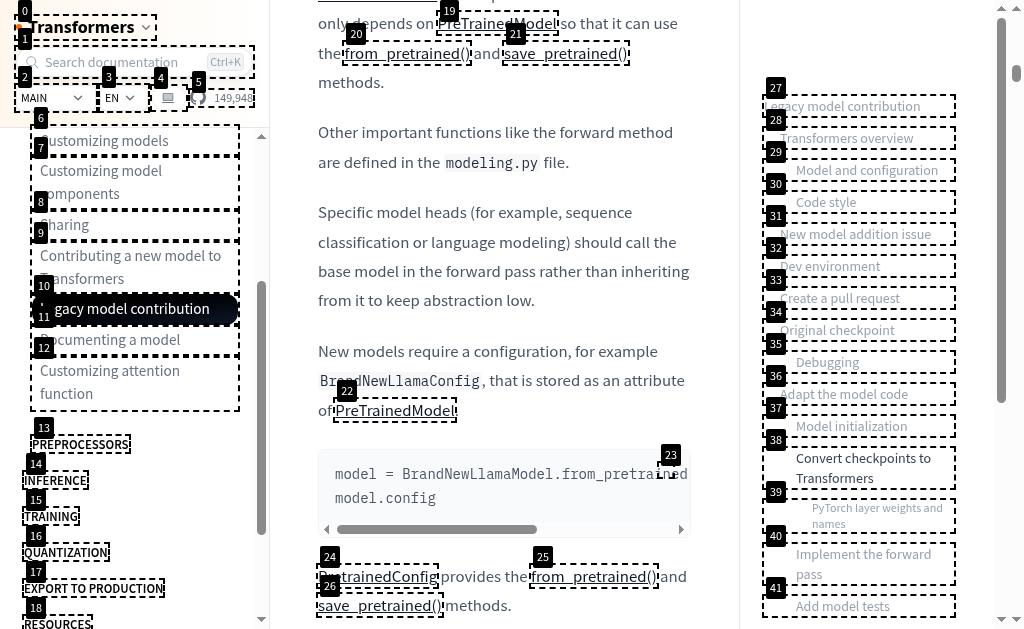 0
Transformers
1
Search documentation Ctrl+K
2 3 4 5
MAIN EN 149,948
6
Customizing models
7
Customizing model
components
8
Sharing
9
Contributing a new model to
Transformers
10
Legacy model contribution
11
Documenting a model
12
Customizing attention
function
13
PREPROCESSORS
14
INFERENCE
15
TRAINING
16
QUANTIZATION
17
EXPORT TO PRODUCTION
18
RESOURCES
19
only depends on PreTrainedModel so that it can use
20 21
the from_pretrained() and save_pretrained()
methods.
Other important functions like the forward method
are defined in the modeling.py file.
Specific model heads (for example, sequence
classification or language modeling) should call the
base model in the forward pass rather than inheriting
from it to keep abstraction low.
New models require a configuration, for example
BrandNewLlamaConfig, that is stored as an attribute
22
of PreTrainedModel.
23
model = BrandNewLlamaModel.from_pretrained
model.config
24 25
PretrainedConfig provides the from_pretrained() and
26
save_pretrained() methods.
27
Legacy model contribution
28
Transformers overview
29
Model and configuration
30
Code style
31
New model addition issue
32
Dev environment
33
Create a pull request
34
Original checkpoint
35
Debugging
36
Adapt the model code
37
Model initialization
38
Convert checkpoints to
Transformers
39
PyTorch layer weights and
names
40
Implement the forward
pass
41
Add model tests